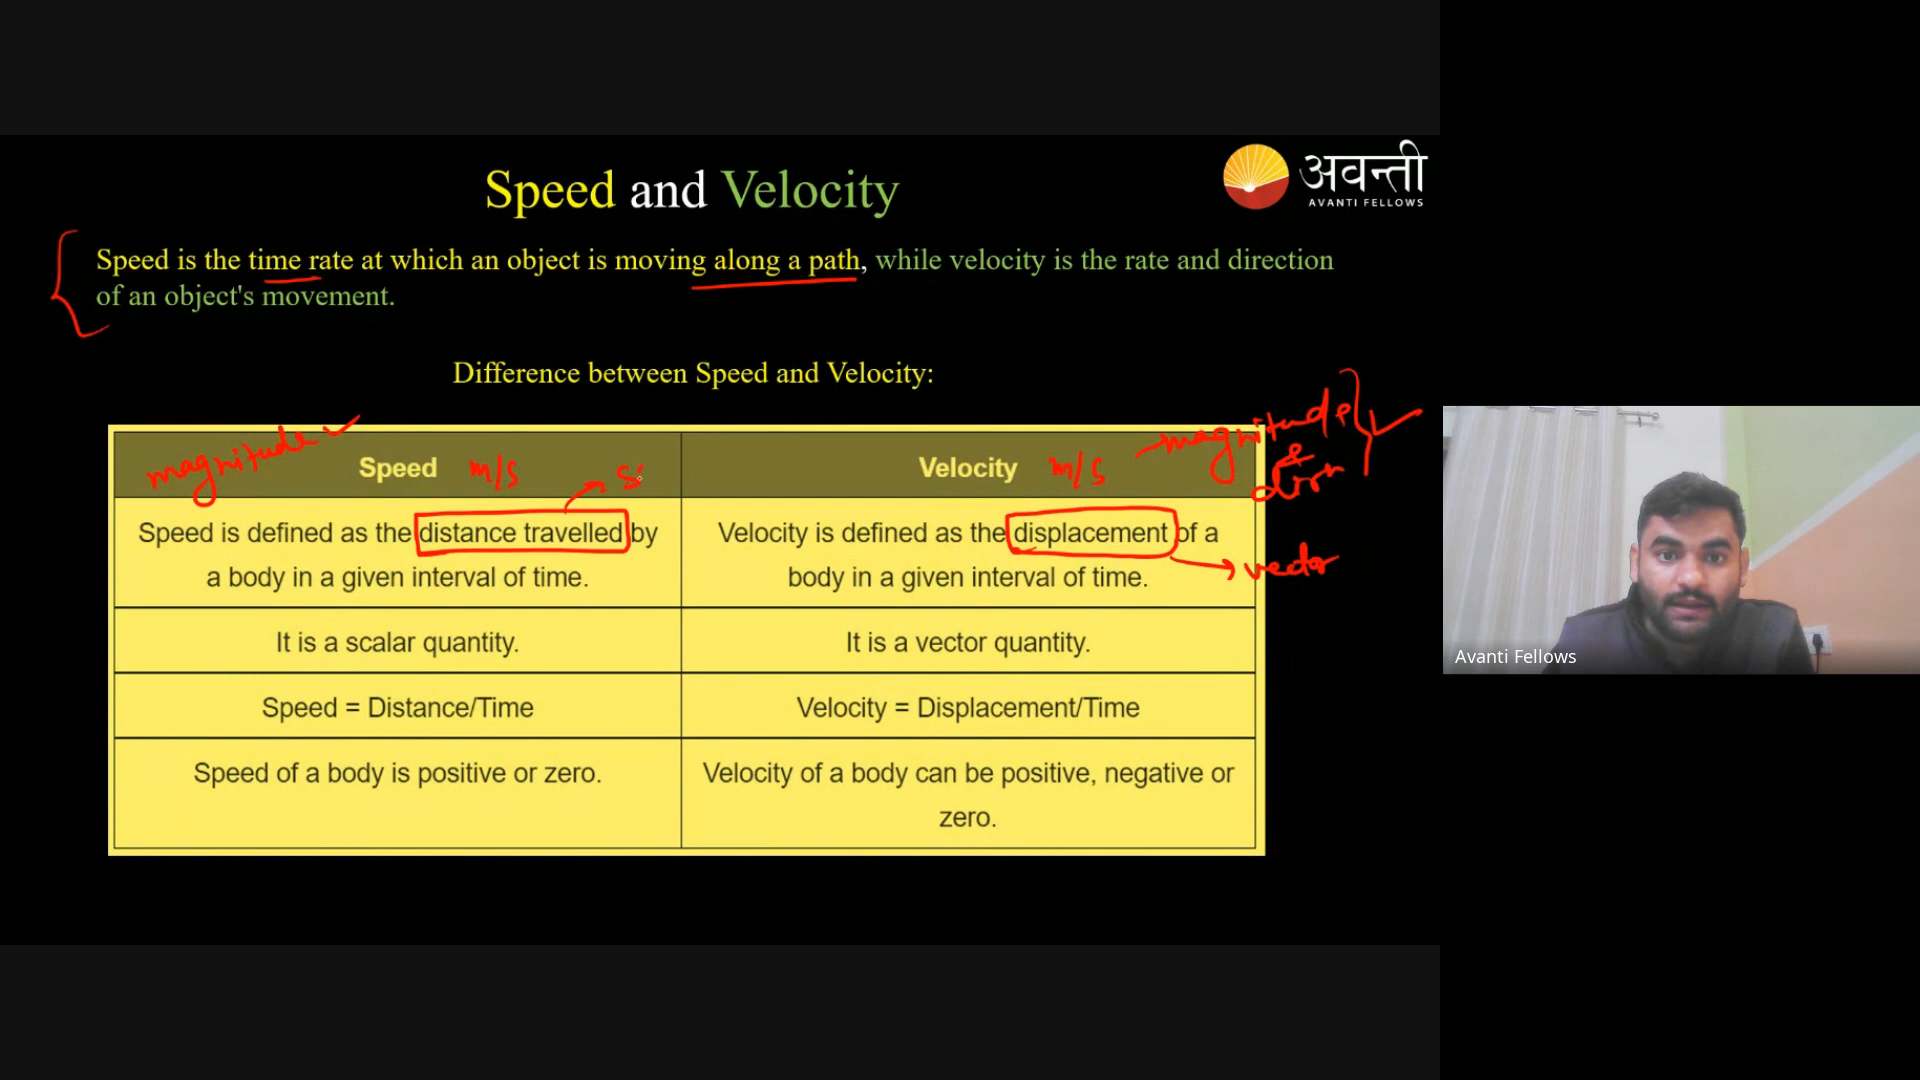 अवन्ती
AVANTI FELLOWS
Speed and Velocity
Speed is the time rate at which an object is moving along a path, while velocity is the rate and direction
of an object's movement.
Difference between Speed and Velocity:
magnitude
Speed m/s
Velocity m/s
magnitude
&
dirn
Speed is defined as the distance travelled by
a body in a given interval of time.
Velocity is defined as the displacement of a
body in a given interval of time.
vector
It is a scalar quantity.
It is a vector quantity.
Speed = Distance/Time
Velocity = Displacement/Time
Speed of a body is positive or zero.
Velocity of a body can be positive, negative or
zero.
Avanti Fellows